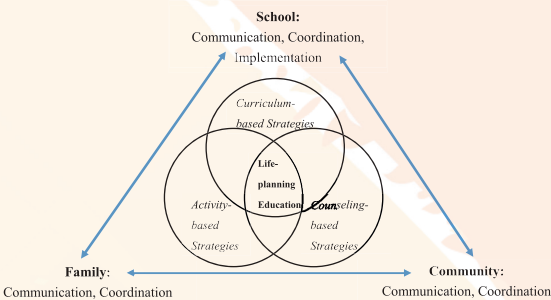 School:
Communication, Coordination,
Implementation
Curriculum-
based Strategies
Life-
planning
Education
Activity-
based
Strategies
Counseling-
based
Strategies
Family:
Communication, Coordination
Community:
Communication, Coordination